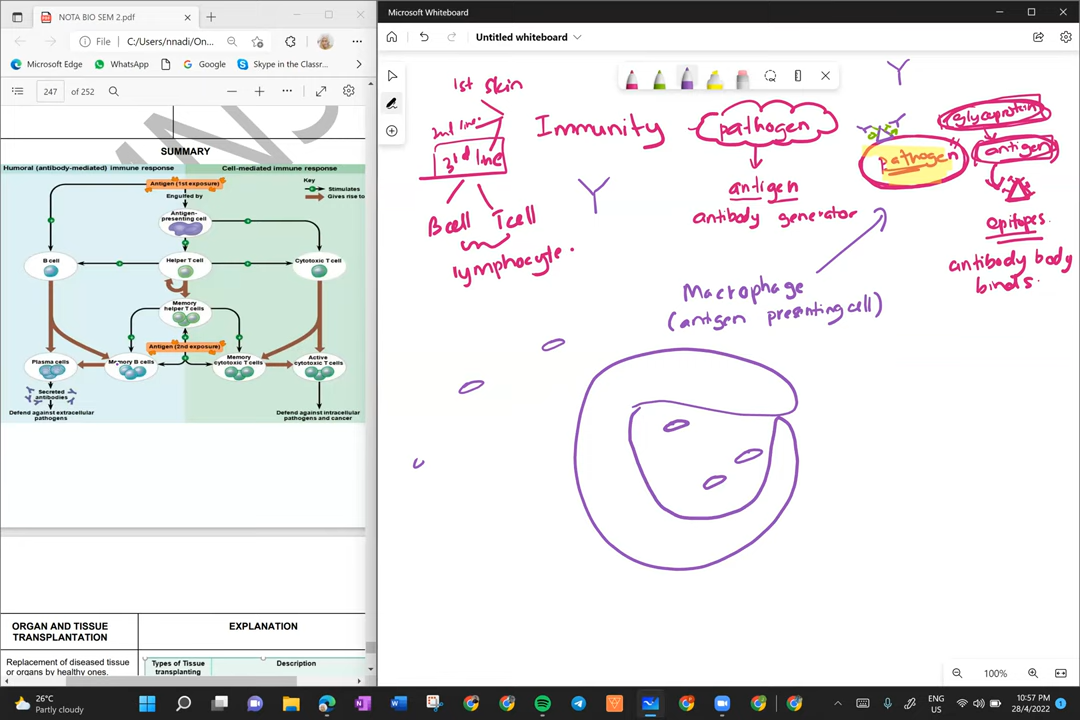 NOTA BIO SEM 2.pdf
File
C:/Users/nnadi/On...
Microsoft Edge
WhatsApp
Google
Skype in the Classr...
247 of 252
SUMMARY
Humoral (antibody-mediated) immune response
Cell-mediated immune response
Key
Stimulates
Gives rise to
Antigen (1st exposure)
Engulfed by
Antigen-
presenting cell
B cell
Helper T cell
Cytotoxic T cell
Memory
helper T cells
Antigen (2nd exposure)
Plasma cells
Memory B cells
Memory
cytotoxic T cells
Active
cytotoxic T cells
Secreted
antibodies
Defend against extracellular
pathogens
Defend against intracellular
pathogens and cancer
ORGAN AND TISSUE
TRANSPLANTATION
EXPLANATION
Replacement of diseased tissue
or organs by healthy ones.
Types of Tissue
transplanting
Description
Microsoft Whiteboard
Untitled whiteboard
1st skin
2nd line
3rd line
B cell
T cell
lymphocyte.
Immunity
pathogen
antigen
antibody generator
Macrophage
(antigen presenting cell)
pathogen
glycoprotein
antigen
epitopes.
antibody body
binds.
100%
26°C
Partly cloudy
ENG
US
10:57 PM
28/4/2022